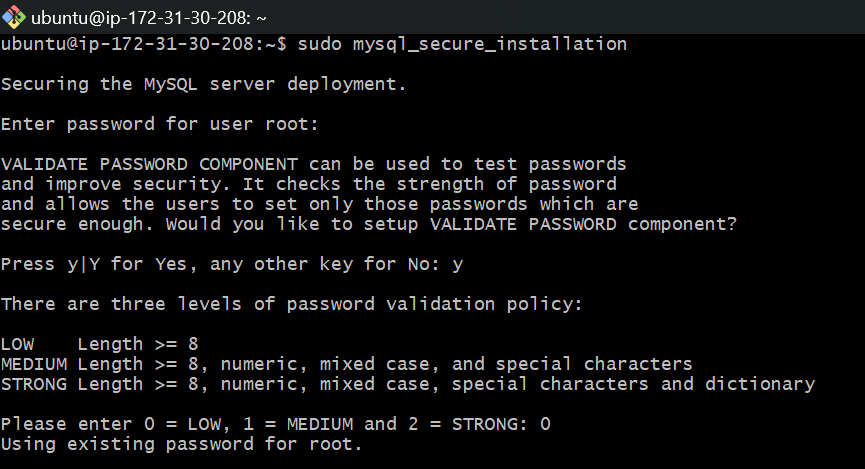 ubuntu@ip-172-31-30-208: ~
ubuntu@ip-172-31-30-208:~$ sudo mysql_secure_installation
Securing the MySQL server deployment.
Enter password for user root:
VALIDATE PASSWORD COMPONENT can be used to test passwords
and improve security. It checks the strength of password
and allows the users to set only those passwords which are
secure enough. Would you like to setup VALIDATE PASSWORD component?
Press y|Y for Yes, any other key for No: y
There are three levels of password validation policy:
LOW    Length >= 8
MEDIUM Length >= 8, numeric, mixed case, and special characters
STRONG Length >= 8, numeric, mixed case, special characters and dictionary
Please enter 0 = LOW, 1 = MEDIUM and 2 = STRONG: 0
Using existing password for root.